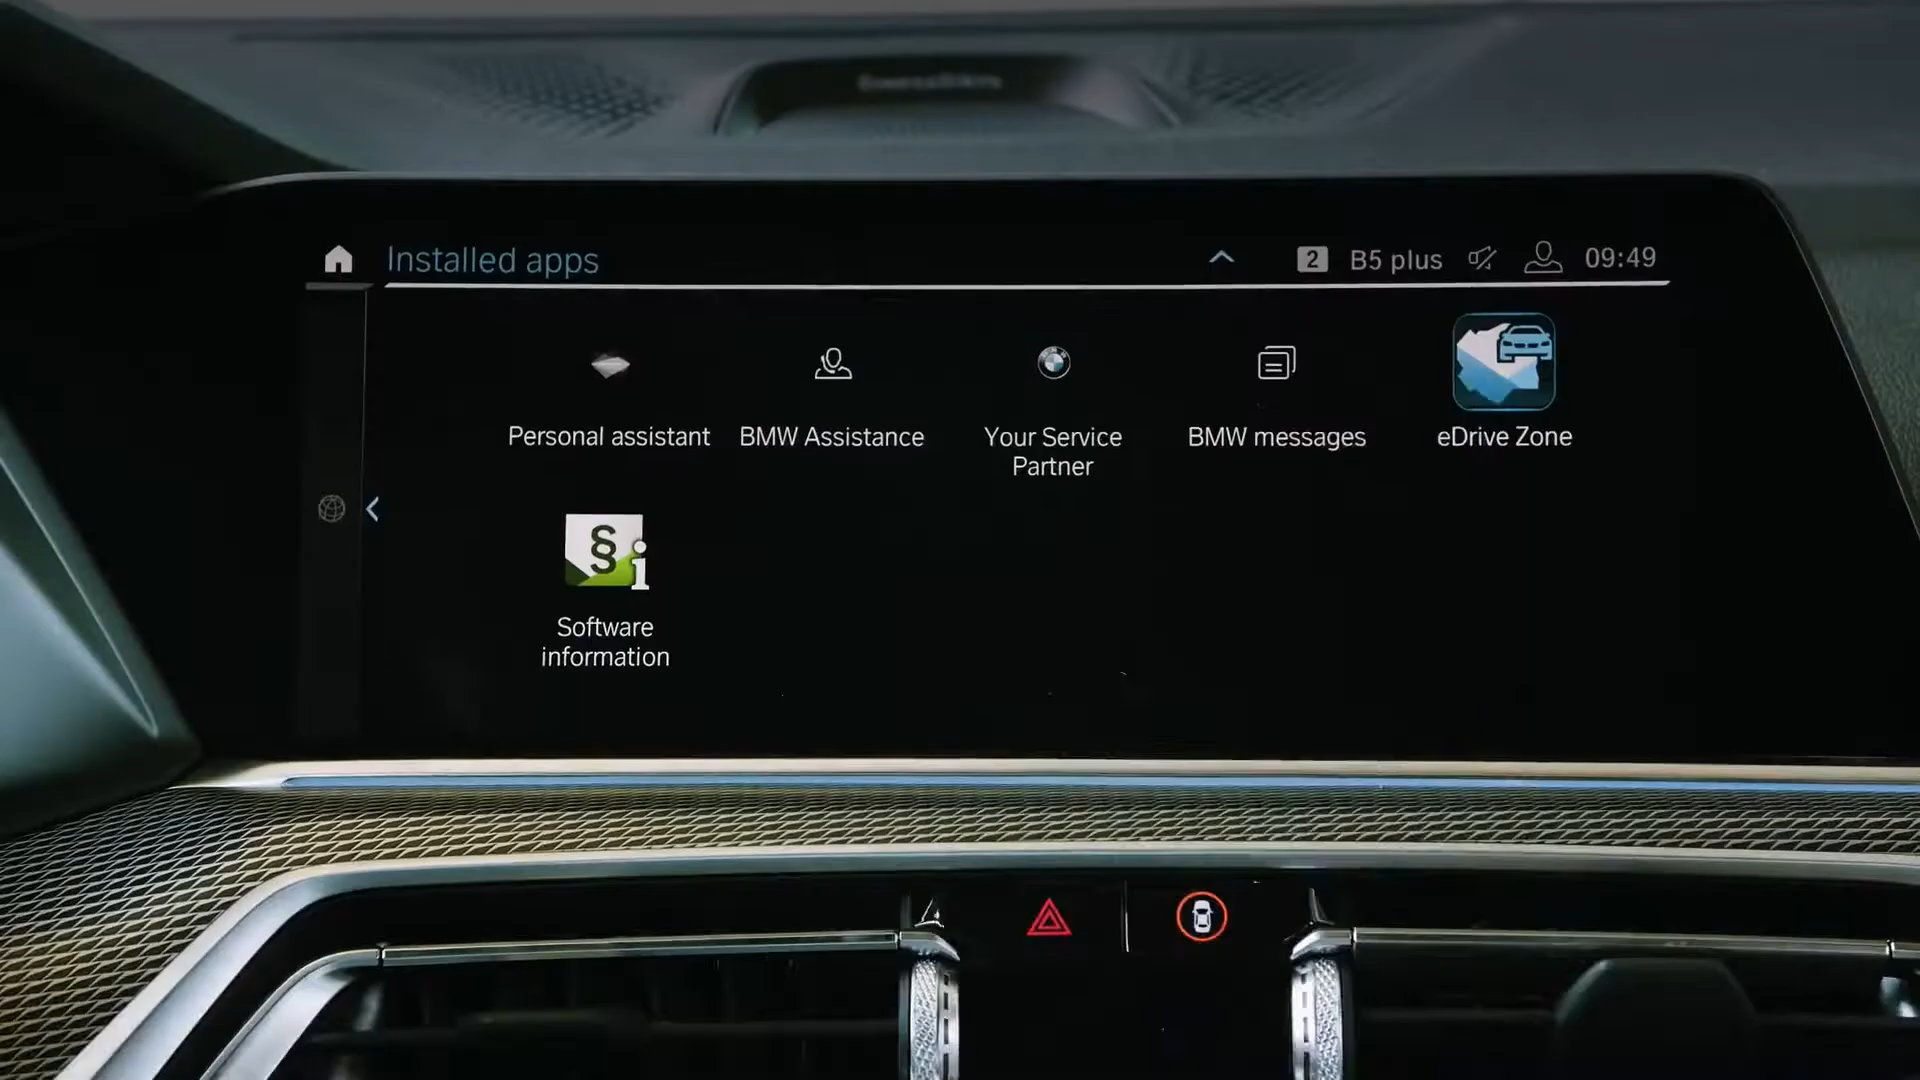 Installed apps
2 B5 plus 09:49
Personal assistant
BMW Assistance
Your Service
Partner
BMW messages
eDrive Zone
§ i
Software
information